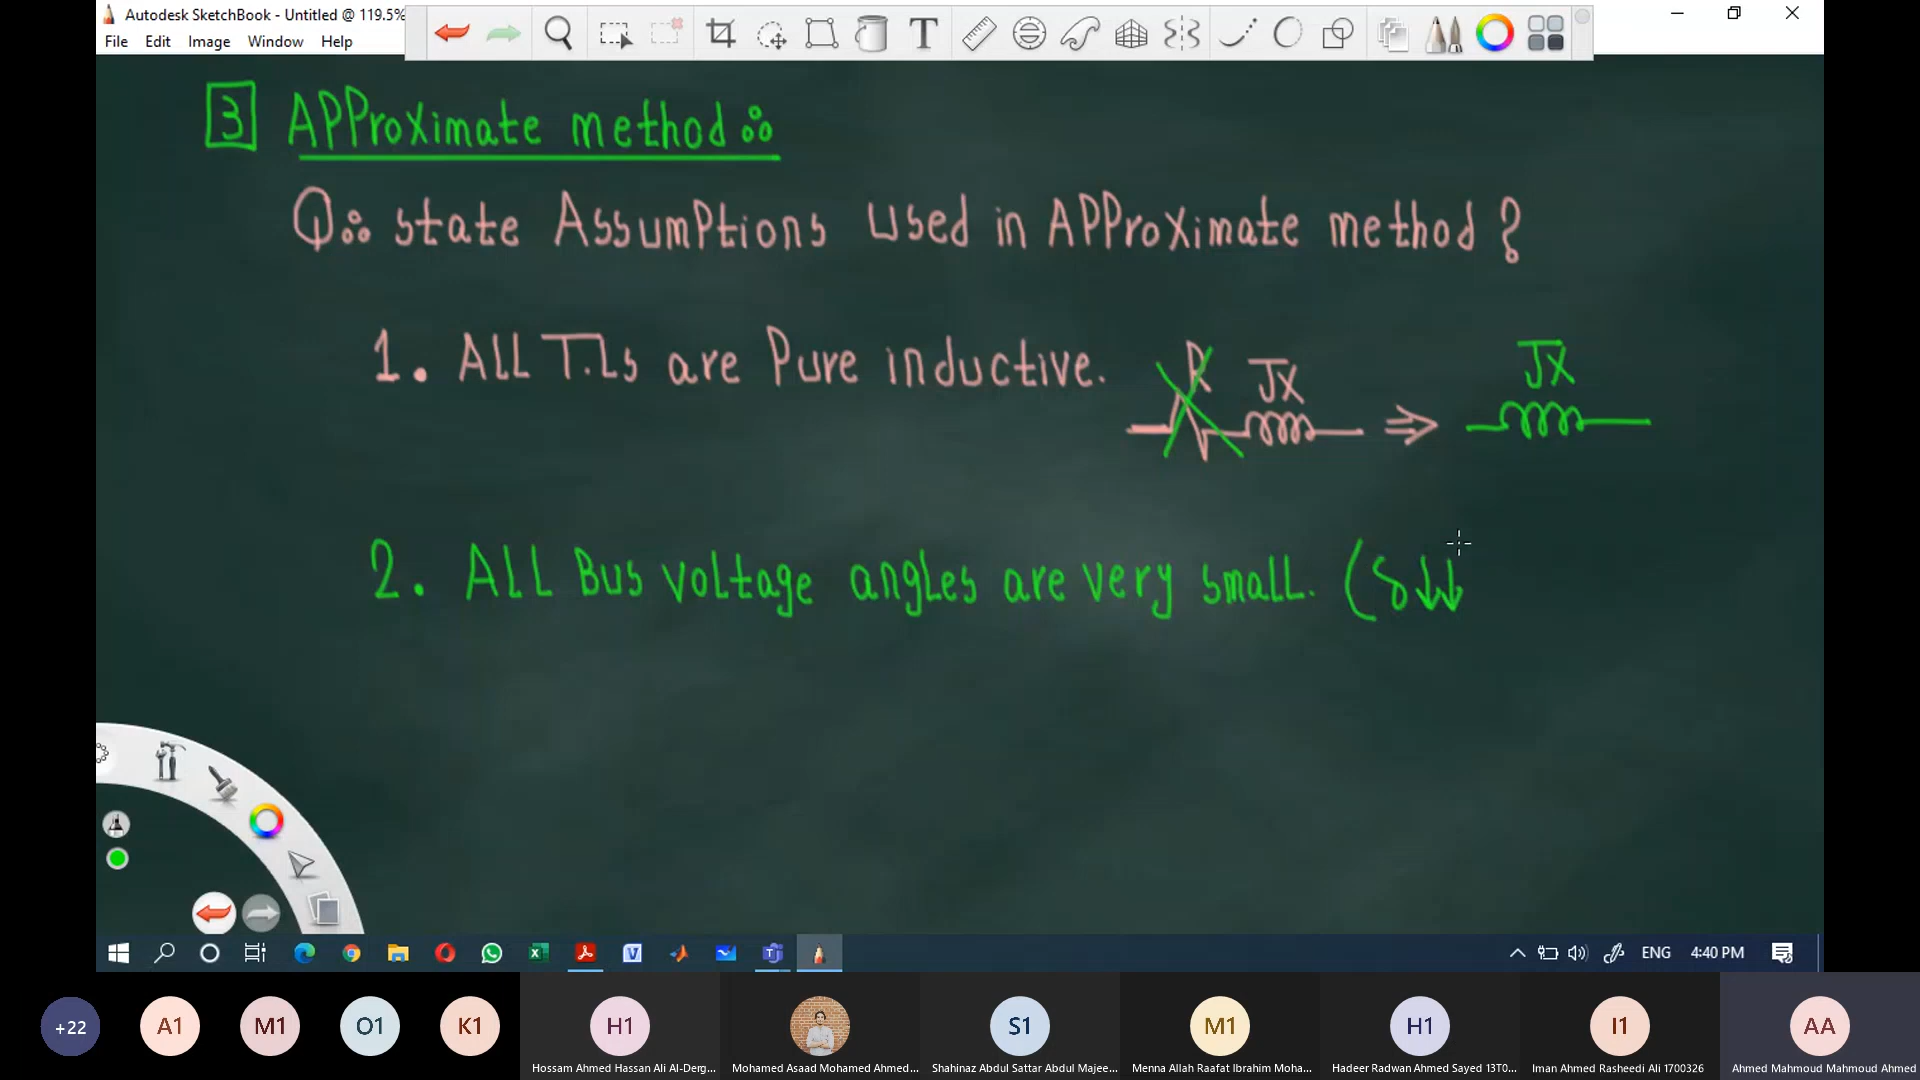 Autodesk SketchBook - Untitled @ 119.5%
File Edit Image Window Help
T
3 APProximate method
Q: state AssumPtions used in APProximate method?
1. ALL T.Ls are Pure inductive.
R JX ⇒ JX
2. ALL Bus voltage angles are very small. (δ↓↓
ENG 4:40 PM
+22 A1 M1 O1 K1 H1 S1 M1 H1 I1 AA
Hossam Ahmed Hassan Ali Al-Derg... Mohamed Asaad Mohamed Ahmed... Shahinaz Abdul Sattar Abdul Majee... Menna Allah Raafat Ibrahim Moha... Hadeer Radwan Ahmed Sayed 13T0... Iman Ahmed Rasheedi Ali 1700326 Ahmed Mahmoud Mahmoud Ahmed